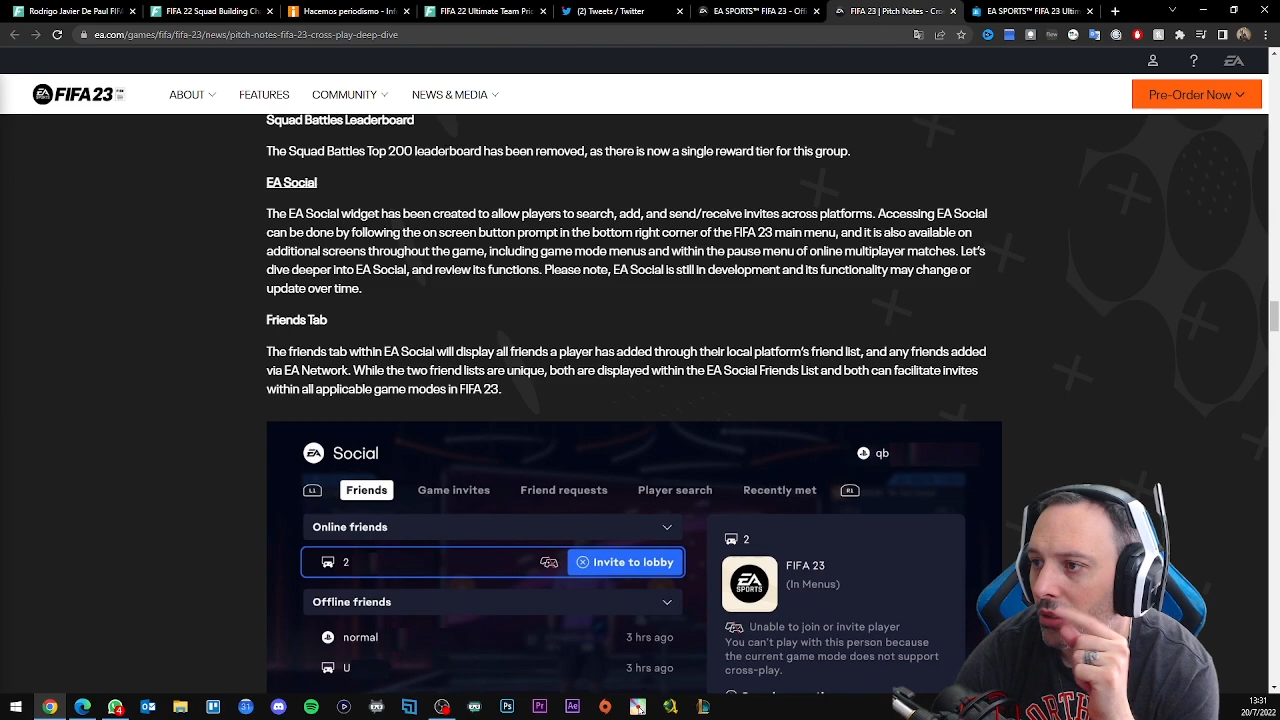 Rodrigo Javier De Paul FIFA
FIFA 22 Squad Building Ch
Hacemos periodismo - Info
FIFA 22 Ultimate Team Pric
(2) Tweets / Twitter
EA SPORTS™ FIFA 23 - Offi
FIFA 23 | Pitch Notes - Cro
EA SPORTS™ FIFA 23 Ultim
ea.com/games/fifa/fifa-23/news/pitch-notes-fifa-23-cross-play-deep-dive
EA
EA SPORTS FIFA 23
ABOUT
FEATURES
COMMUNITY
NEWS & MEDIA
Pre-Order Now
Squad Battles Leaderboard
The Squad Battles Top 200 leaderboard has been removed, as there is now a single reward tier for this group.
EA Social
The EA Social widget has been created to allow players to search, add, and send/receive invites across platforms. Accessing EA Social
can be done by following the on screen button prompt in the bottom right corner of the FIFA 23 main menu, and it is also available on
additional screens throughout the game, including game mode menus and within the pause menu of online multiplayer matches. Let's
dive deeper into EA Social, and review its functions. Please note, EA Social is still in development and its functionality may change or
update over time.
Friends Tab
The friends tab within EA Social will display all friends a player has added through their local platform's friend list, and any friends added
via EA Network. While the two friend lists are unique, both are displayed within the EA Social Friends List and both can facilitate invites
within all applicable game modes in FIFA 23.
EA Social
qb
L1 Friends Game invites Friend requests Player search Recently met R1
Online friends
2
Invite to lobby
Offline friends
normal 3 hrs ago
U 3 hrs ago
2
EA SPORTS
FIFA 23
(In Menus)
Unable to join or invite player
You can't play with this person because
the current game mode does not support
cross-play.
NORTH
13:31
20/7/2022